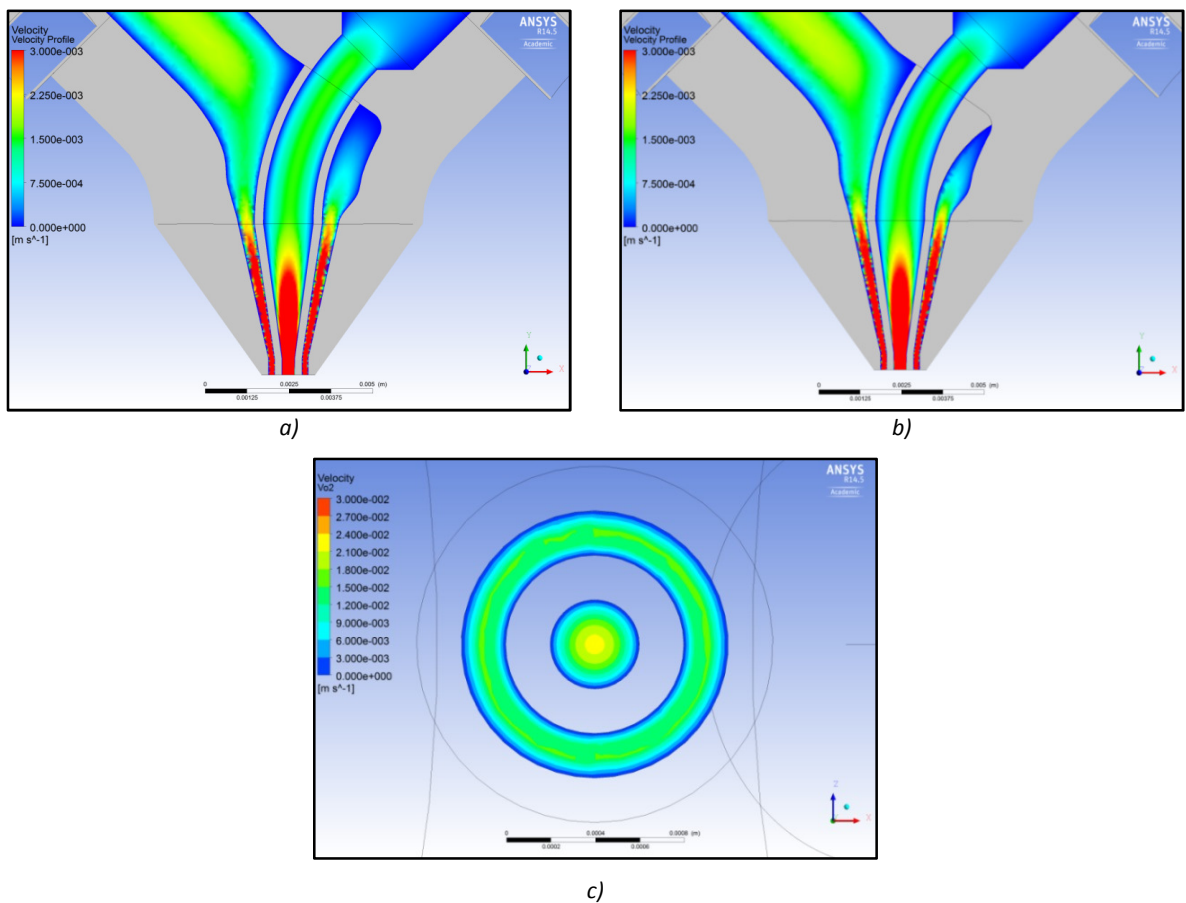 Velocity
Velocity Profile
3.000e-003
2.250e-003
1.500e-003
7.500e-004
0.000e+000
[m s^-1]
ANSYS
R14.5
Academic
Y
X
Z
0 0.0025 0.005 (m)
0.00125 0.00375
a)
Velocity
Velocity Profile
3.000e-003
2.250e-003
1.500e-003
7.500e-004
0.000e+000
[m s^-1]
ANSYS
R14.5
Academic
Y
X
Z
0 0.0025 0.005 (m)
0.00125 0.00375
b)
Velocity
Vo2
3.000e-002
2.700e-002
2.400e-002
2.100e-002
1.800e-002
1.500e-002
1.200e-002
9.000e-003
6.000e-003
3.000e-003
0.000e+000
[m s^-1]
ANSYS
R14.5
Academic
Z
X
0 0.0004 0.0008 (m)
0.0002 0.0006
c)